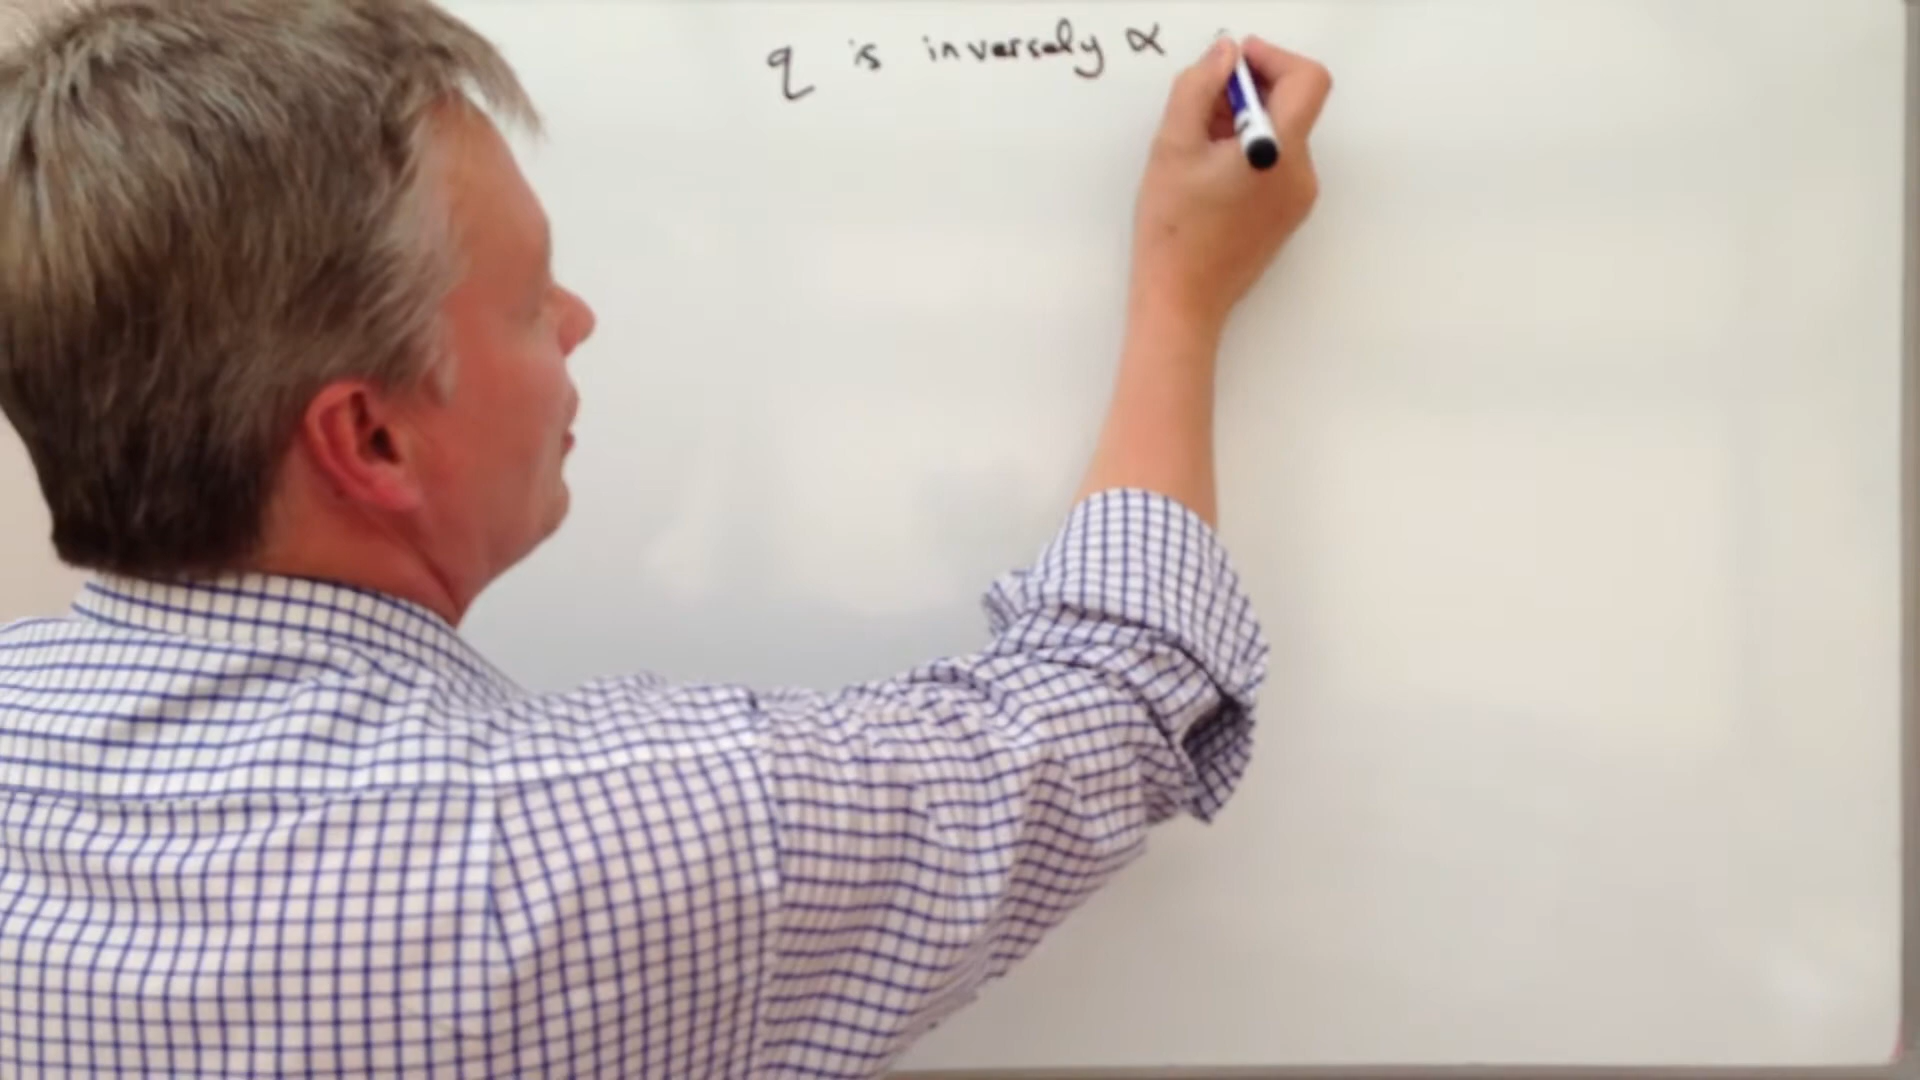 q is inversely ∝